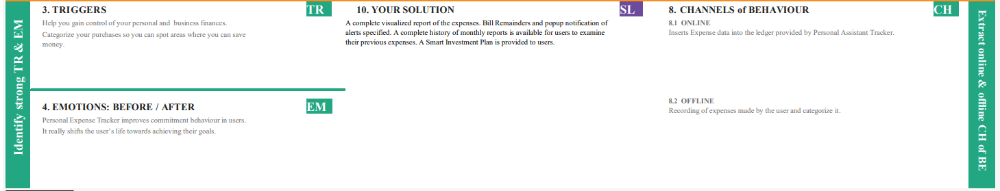 Identify strong TR & EM
3. TRIGGERS
TR
Help you gain control of your personal and business finances.
Categorize your purchases so you can spot areas where you can save
money.
4. EMOTIONS: BEFORE / AFTER
EM
Personal Expense Tracker improves commitment behaviour in users.
It really shifts the user's life towards achieving their goals.
10. YOUR SOLUTION
SL
A complete visualized report of the expenses. Bill Remainders and popup notification of
alerts specified. A complete history of monthly reports is available for users to examine
their previous expenses. A Smart Investment Plan is provided to users.
8. CHANNELS of BEHAVIOUR
CH
8.1 ONLINE
Inserts Expense data into the ledger provided by Personal Assistant Tracker.
8.2 OFFLINE
Recording of expenses made by the user and categorize it.
Extract online & offline CH of BE